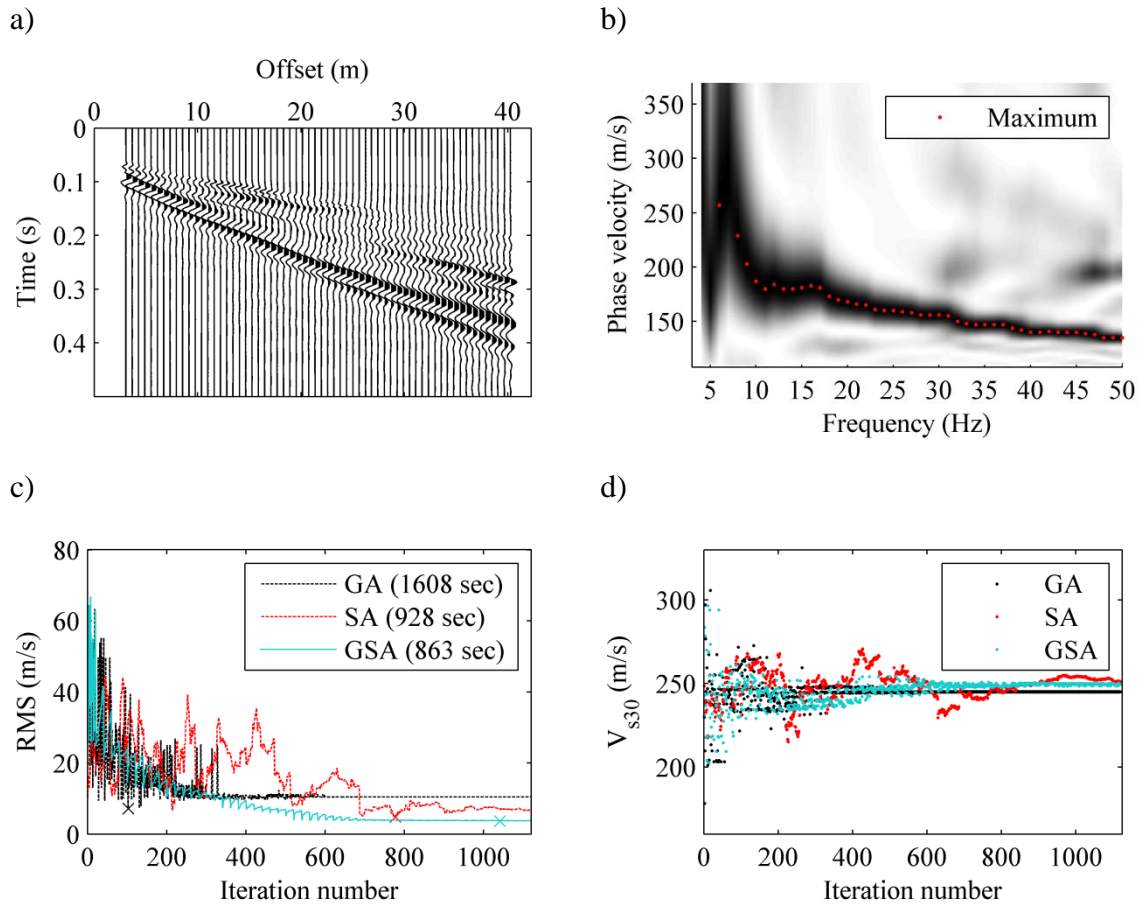 a)
Offset (m)
0 10 20 30 40
0
0.1
0.2
0.3
0.4
Time (s)
b)
Maximum
350
300
250
200
150
Phase velocity (m/s)
5 10 15 20 25 30 35 40 45 50
Frequency (Hz)
c)
80
60
40
20
0
RMS (m/s)
GA (1608 sec)
SA (928 sec)
GSA (863 sec)
0 200 400 600 800 1000
Iteration number
d)
300
250
200
Vs30 (m/s)
GA
SA
GSA
0 200 400 600 800 1000
Iteration number